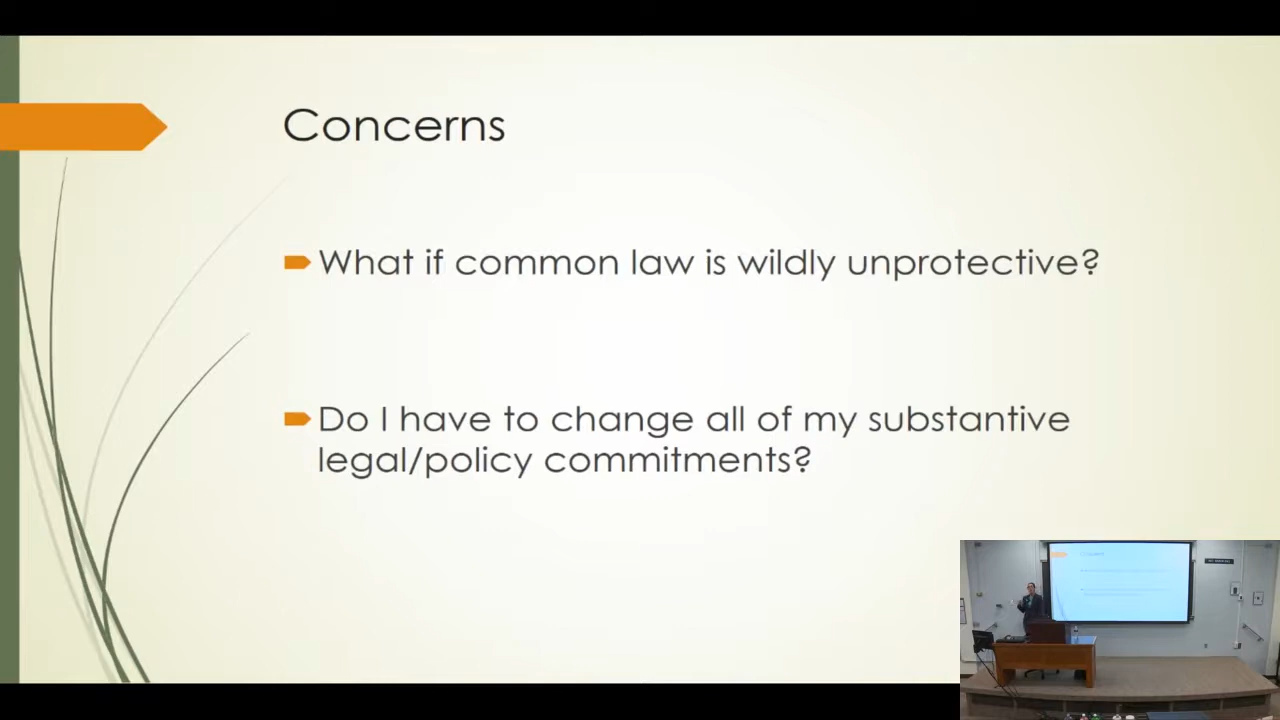 Concerns
What if common law is wildly unprotective?
Do I have to change all of my substantive
legal/policy commitments?